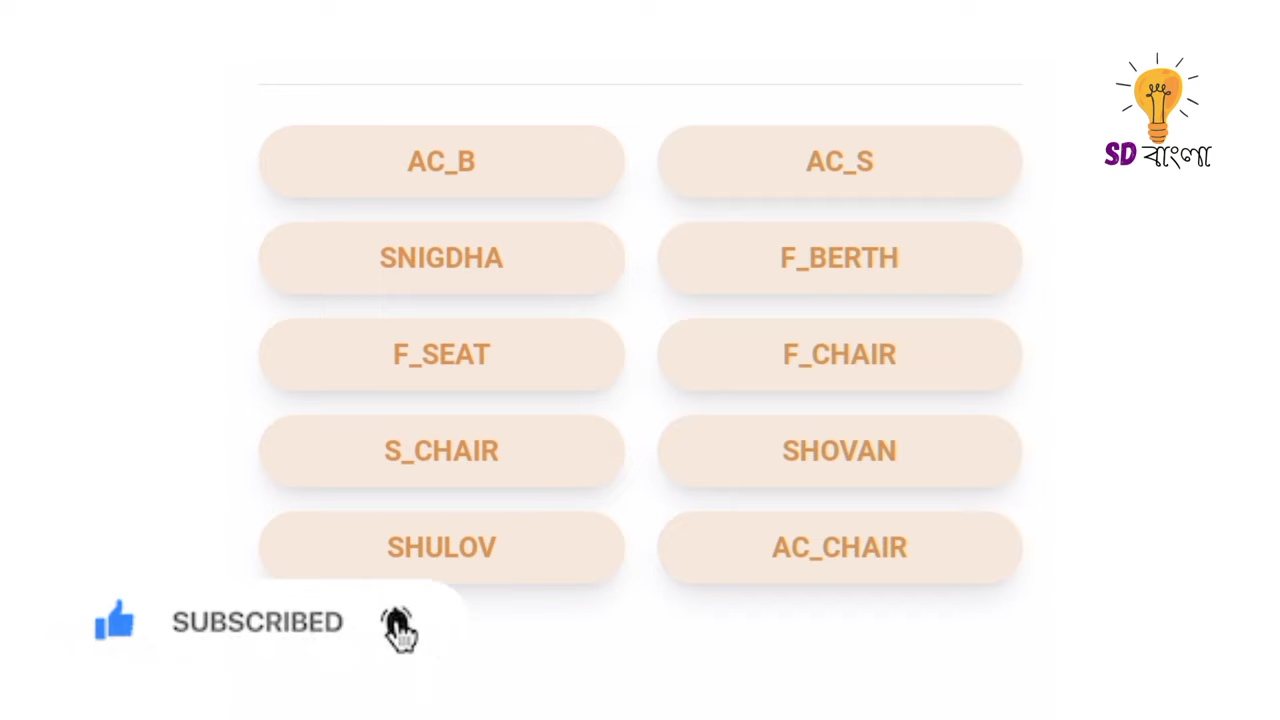 AC_B
AC_S
SNIGDHA
F_BERTH
F_SEAT
F_CHAIR
S_CHAIR
SHOVAN
SHULOV
AC_CHAIR
SD বাংলা
SUBSCRIBED